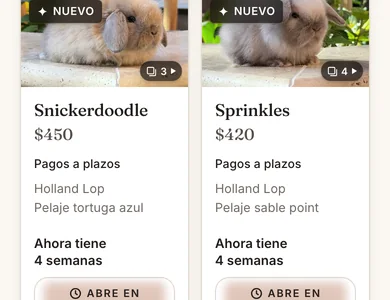 NUEVO
3
Snickerdoodle
$450
Pagos a plazos
Holland Lop
Pelaje tortuga azul
Ahora tiene
4 semanas
ABRE EN
NUEVO
4
Sprinkles
$420
Pagos a plazos
Holland Lop
Pelaje sable point
Ahora tiene
4 semanas
ABRE EN